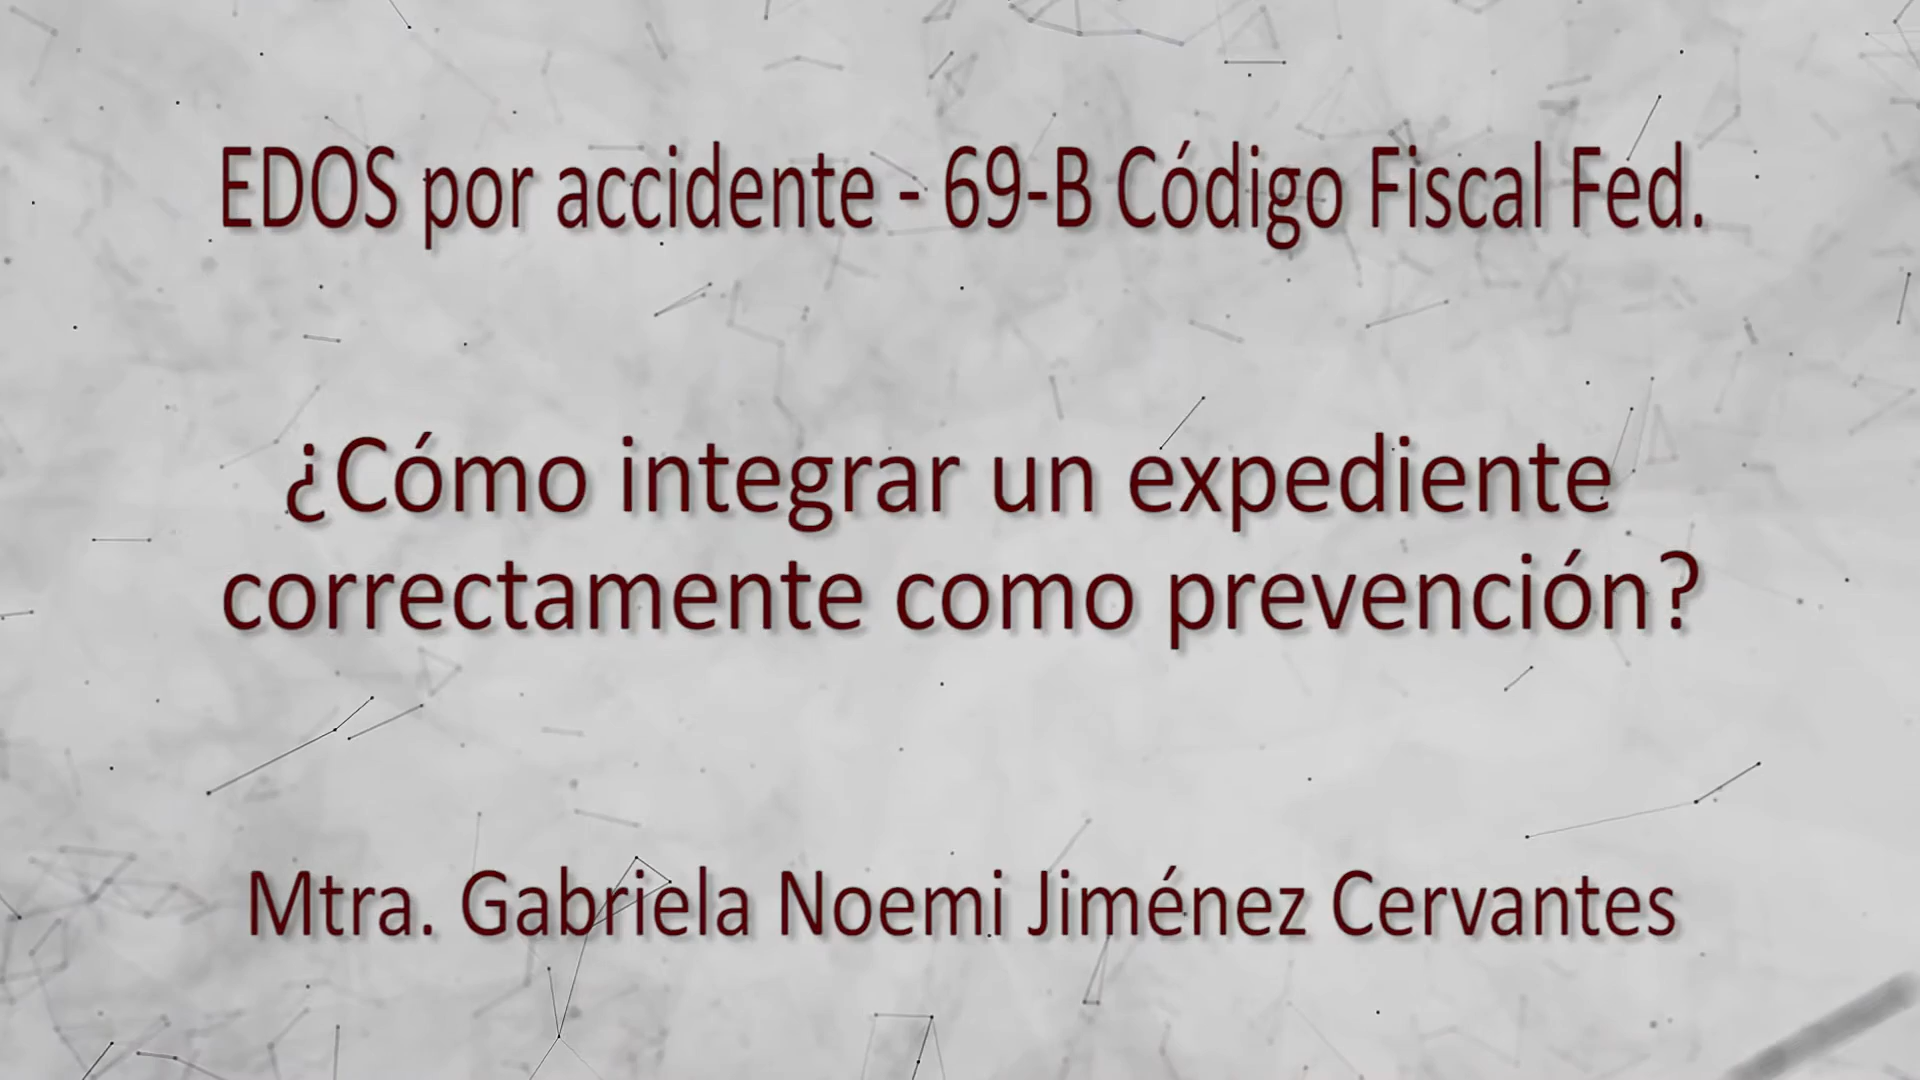 EDOS por accidente - 69-B Código Fiscal Fed.
¿Cómo integrar un expediente
correctamente como prevención?
Mtra. Gabriela Noemi Jiménez Cervantes